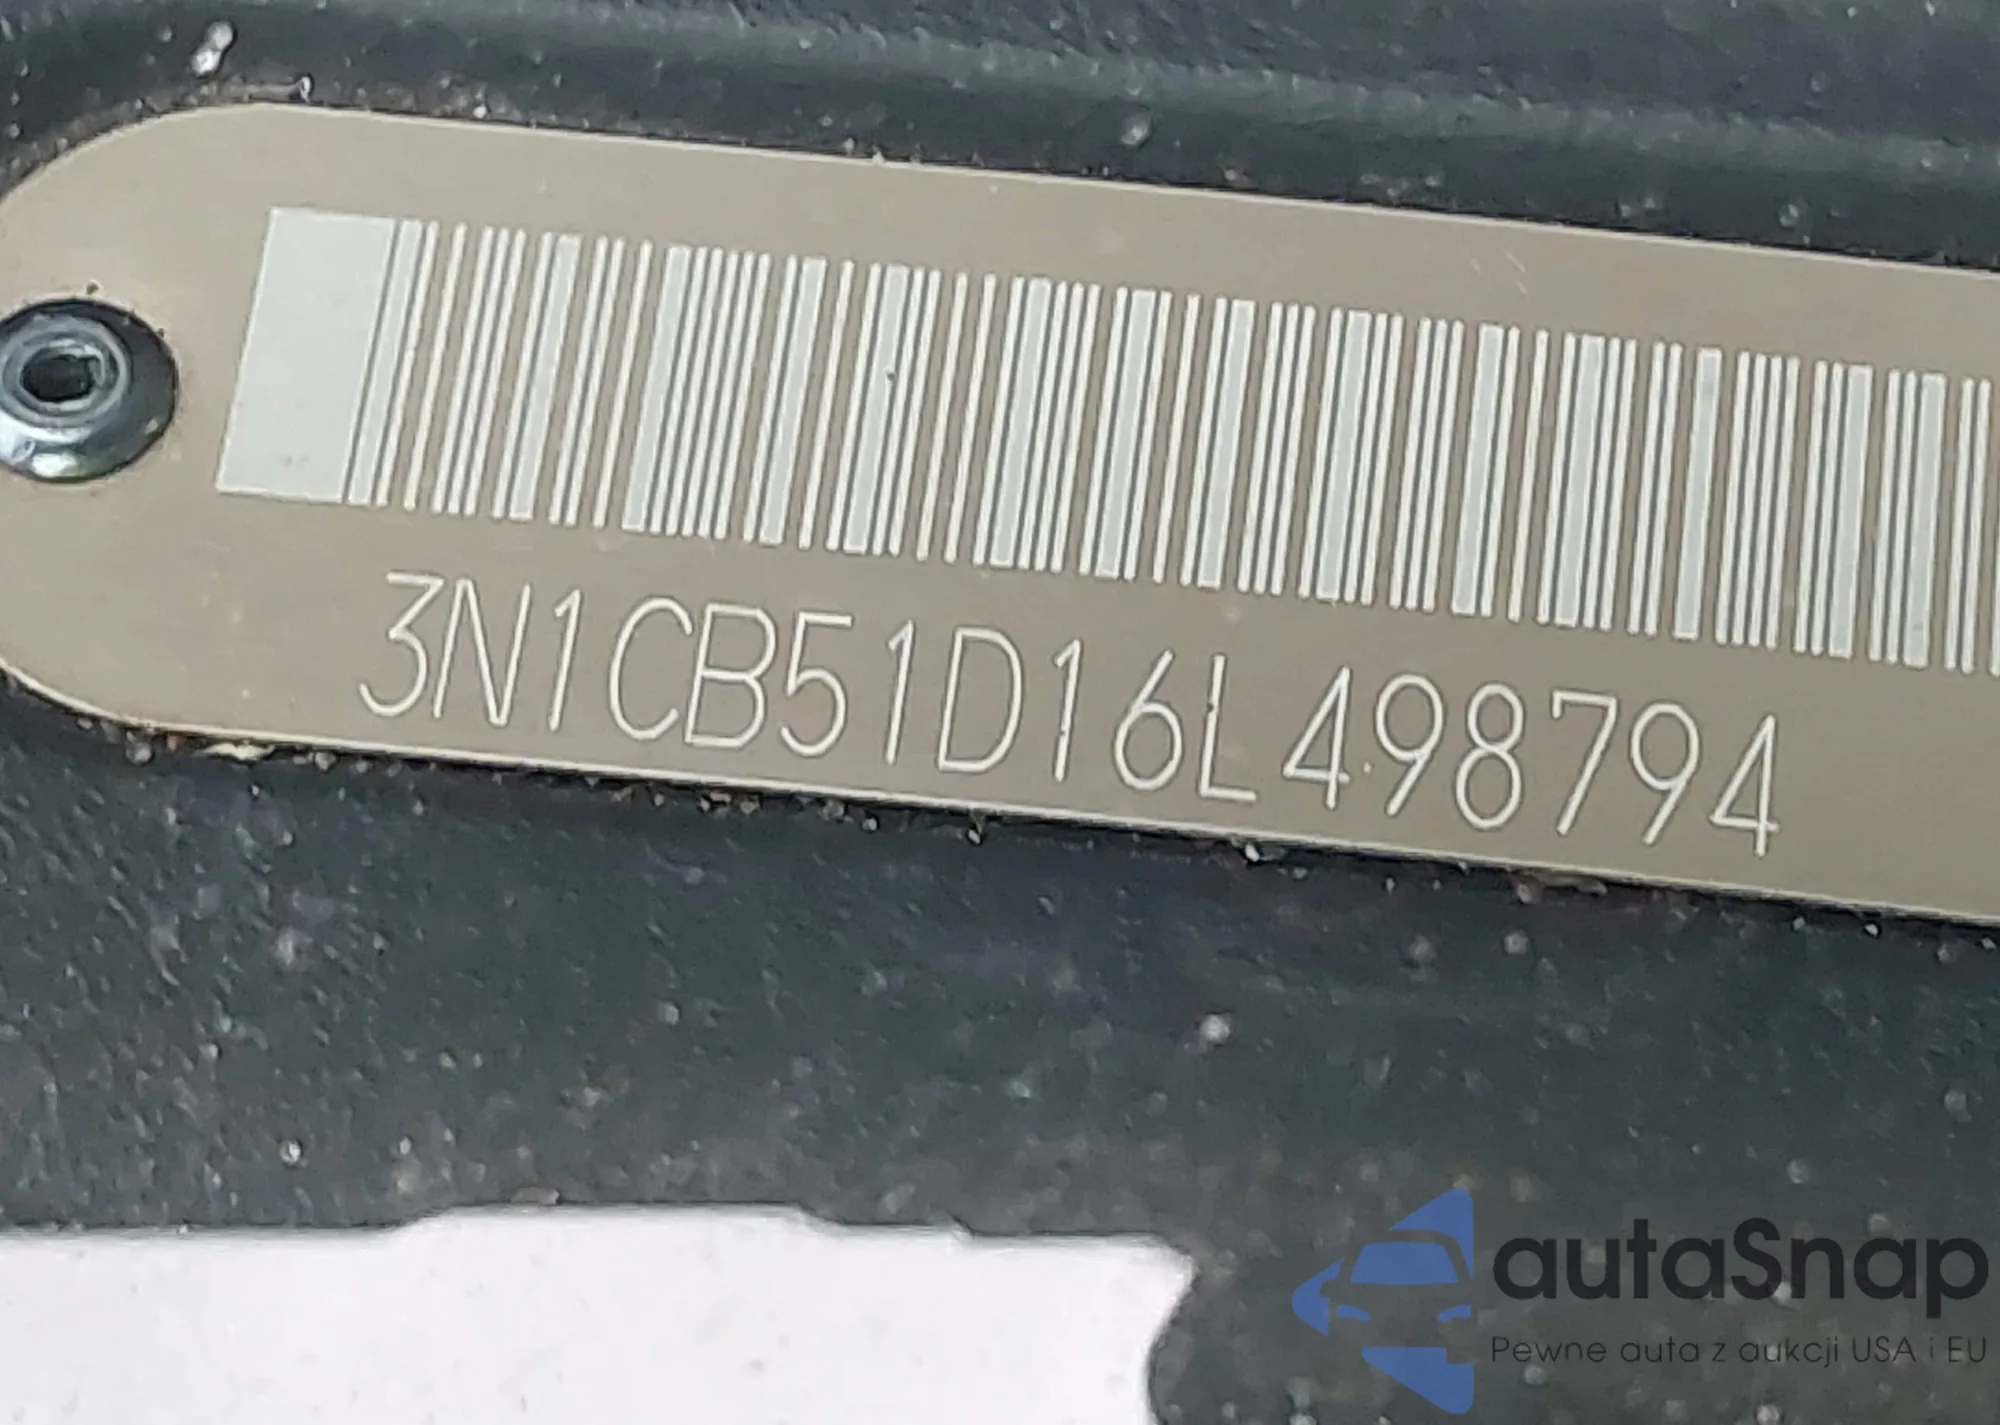 3N1CB51D16L498794
autaSnap
Pewne auta z aukcji USA i EU